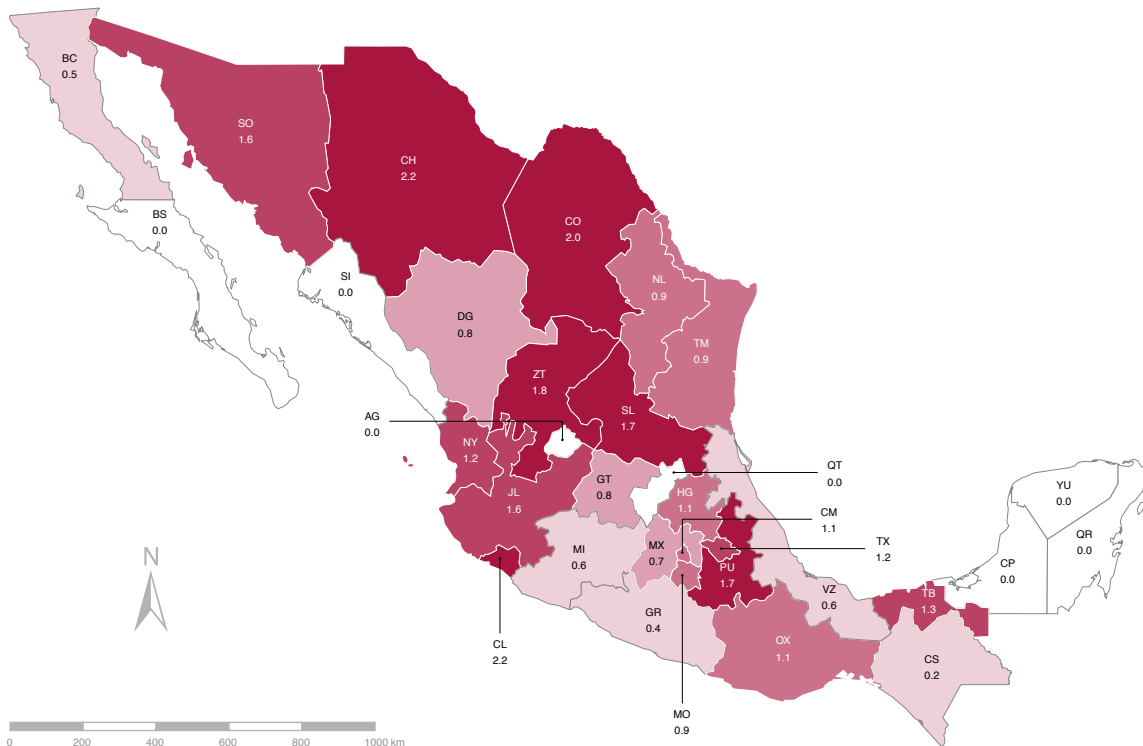 BC
0.5
SO
1.6
CH
2.2
BS
0.0
CO
2.0
SI
0.0
NL
0.9
DG
0.8
TM
0.9
ZT
1.8
AG
0.0
SL
1.7
NY
1.2
QT
0.0
GT
0.8
JL
1.6
HG
1.1
YU
0.0
CM
1.1
QR
0.0
TX
1.2
MI
0.6
MX
0.7
PU
1.7
CP
0.0
N
VZ
0.6
TB
1.3
GR
0.4
CL
2.2
OX
1.1
CS
0.2
MO
0.9
0 200 400 600 800 1000 km